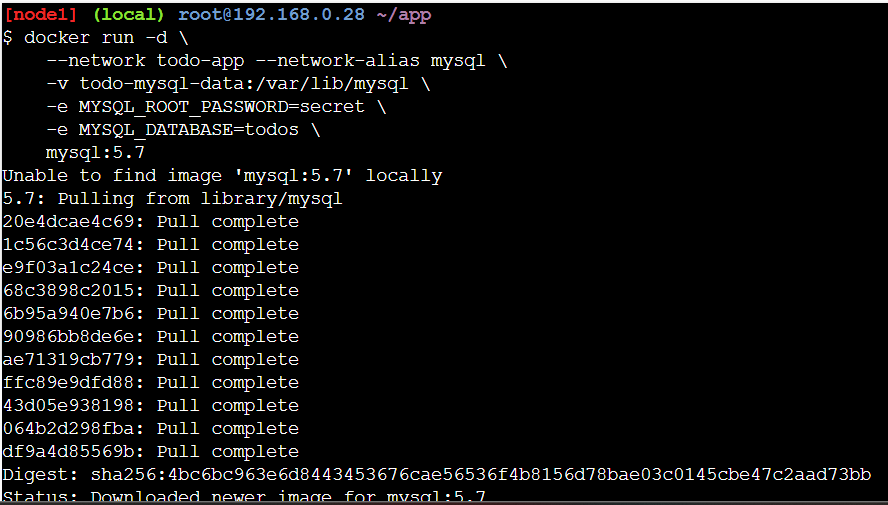 [node1] (local) root@192.168.0.28 ~/app
$ docker run -d \
    --network todo-app --network-alias mysql \
    -v todo-mysql-data:/var/lib/mysql \
    -e MYSQL_ROOT_PASSWORD=secret \
    -e MYSQL_DATABASE=todos \
    mysql:5.7
Unable to find image 'mysql:5.7' locally
5.7: Pulling from library/mysql
20e4dcae4c69: Pull complete
1c56c3d4ce74: Pull complete
e9f03a1c24ce: Pull complete
68c3898c2015: Pull complete
6b95a940e7b6: Pull complete
90986bb8de6e: Pull complete
ae71319cb779: Pull complete
ffc89e9dfd88: Pull complete
43d05e938198: Pull complete
064b2d298fba: Pull complete
df9a4d85569b: Pull complete
Digest: sha256:4bc6bc963e6d8443453676cae56536f4b8156d78bae03c0145cbe47c2aad73bb
Status: Downloaded newer image for mysql:5.7